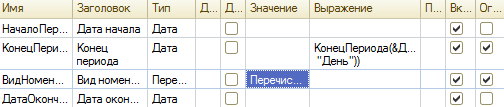 Имя Заголовок Тип Д... Д... Значение Выражение П... Вк... Ог...
НачалоПер... Дата начала Дата
КонецПери... Конец периода Дата КонецПериода(&Д... "День"))
ВидНомен... Вид номен... Пере... Перечис...
ДатаОконч... Дата окон... Дата